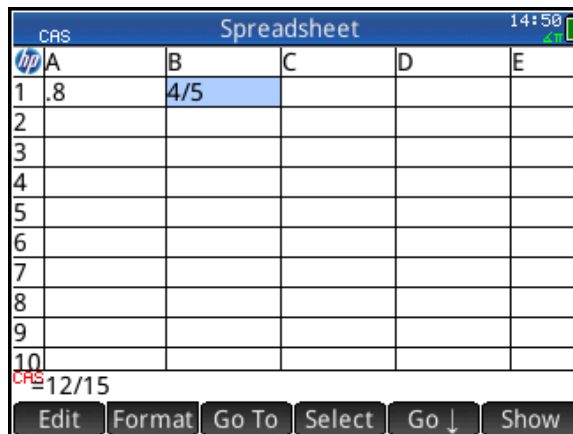 CAS Spreadsheet 14:50
∡π
hp A B C D E
1 .8 4/5
2
3
4
5
6
7
8
9
10
CAS =12/15
Edit Format Go To Select Go ↓ Show